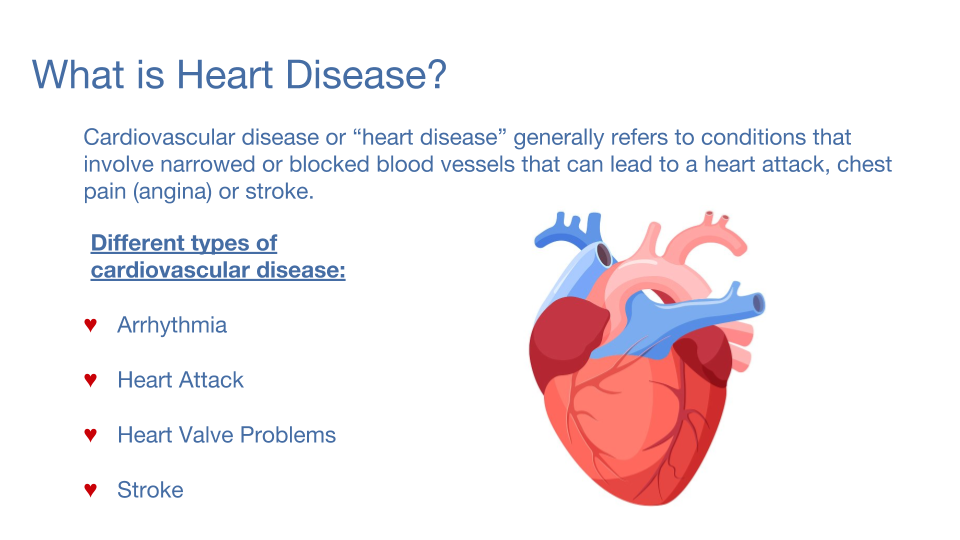 What is Heart Disease?
Cardiovascular disease or “heart disease” generally refers to conditions that
involve narrowed or blocked blood vessels that can lead to a heart attack, chest
pain (angina) or stroke.
Different types of
cardiovascular disease:
♥ Arrhythmia
♥ Heart Attack
♥ Heart Valve Problems
♥ Stroke